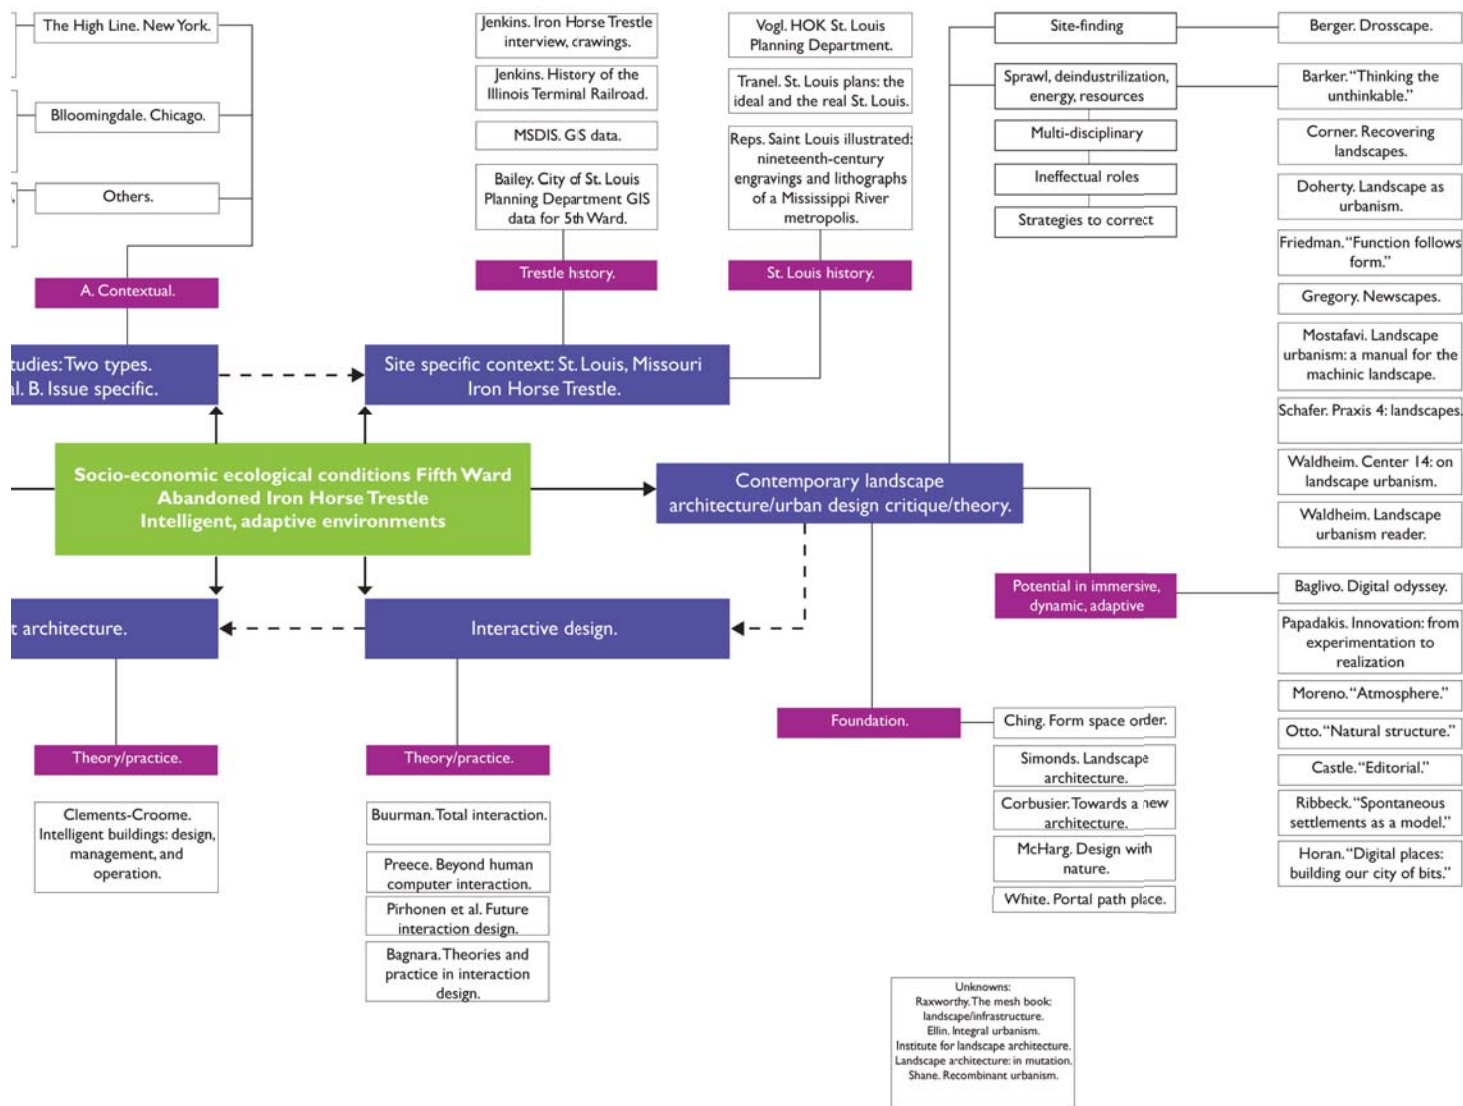 The High Line. New York.
Blloomingdale. Chicago.
Others.
A. Contextual.
tudies: Two types.
al. B. Issue specific.
Jenkins. Iron Horse Trestle
interview, crawings.
Jenkins. History of the
Illinois Terminal Railroad.
MSDIS. GIS data.
Bailey. City of St. Louis
Planning Department GIS
data for 5th Ward.
Trestle history.
Vogl. HOK St. Louis
Planning Department.
Tranel. St. Louis plans: the
ideal and the real St. Louis.
Reps. Saint Louis illustrated:
nineteenth-century
engravings and lithographs
of a Mississippi River
metropolis.
St. Louis history.
Site specific context: St. Louis, Missouri
Iron Horse Trestle.
Socio-economic ecological conditions Fifth Ward
Abandoned Iron Horse Trestle
Intelligent, adaptive environments
Contemporary landscape
architecture/urban design critique/theory.
Site-finding
Sprawl, deindustrilization,
energy, resources
Multi-disciplinary
Ineffectual roles
Strategies to correct
Berger. Drosscape.
Barker. “Thinking the
unthinkable.”
Corner. Recovering
landscapes.
Doherty. Landscape as
urbanism.
Friedman. “Function follows
form.”
Gregory. Newscapes.
Mostafavi. Landscape
urbanism: a manual for the
machinic landscape.
Schafer. Praxis 4: landscapes.
Waldheim. Center 14: on
landscape urbanism.
Waldheim. Landscape
urbanism reader.
Potential in immersive,
dynamic, adaptive
Baglivo. Digital odyssey.
Papadakis. Innovation: from
experimentation to
realization
Moreno. “Atmosphere.”
Otto. “Natural structure.”
Castle. “Editorial.”
Ribbeck. “Spontaneous
settlements as a model.”
Horan. “Digital places:
building our city of bits.”
t architecture.
Interactive design.
Theory/practice.
Clements-Croome.
Intelligent buildings: design,
management, and
operation.
Theory/practice.
Buurman. Total interaction.
Preece. Beyond human
computer interaction.
Pirhonen et al. Future
interaction design.
Bagnara. Theories and
practice in interaction
design.
Foundation.
Ching. Form space order.
Simonds. Landscape
architecture.
Corbusier. Towards a new
architecture.
McHarg. Design with
nature.
White. Portal path place.
Unknowns:
Raxworthy. The mesh book:
landscape/infrastructure.
Ellin. Integral urbanism.
Institute for landscape architecture.
Landscape architecture: in mutation.
Shane. Recombinant urbanism.